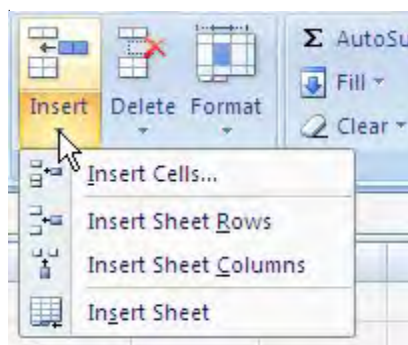 Σ AutoSu
Fill
Insert Delete Format
Clear
Insert Cells...
Insert Sheet Rows
Insert Sheet Columns
Insert Sheet